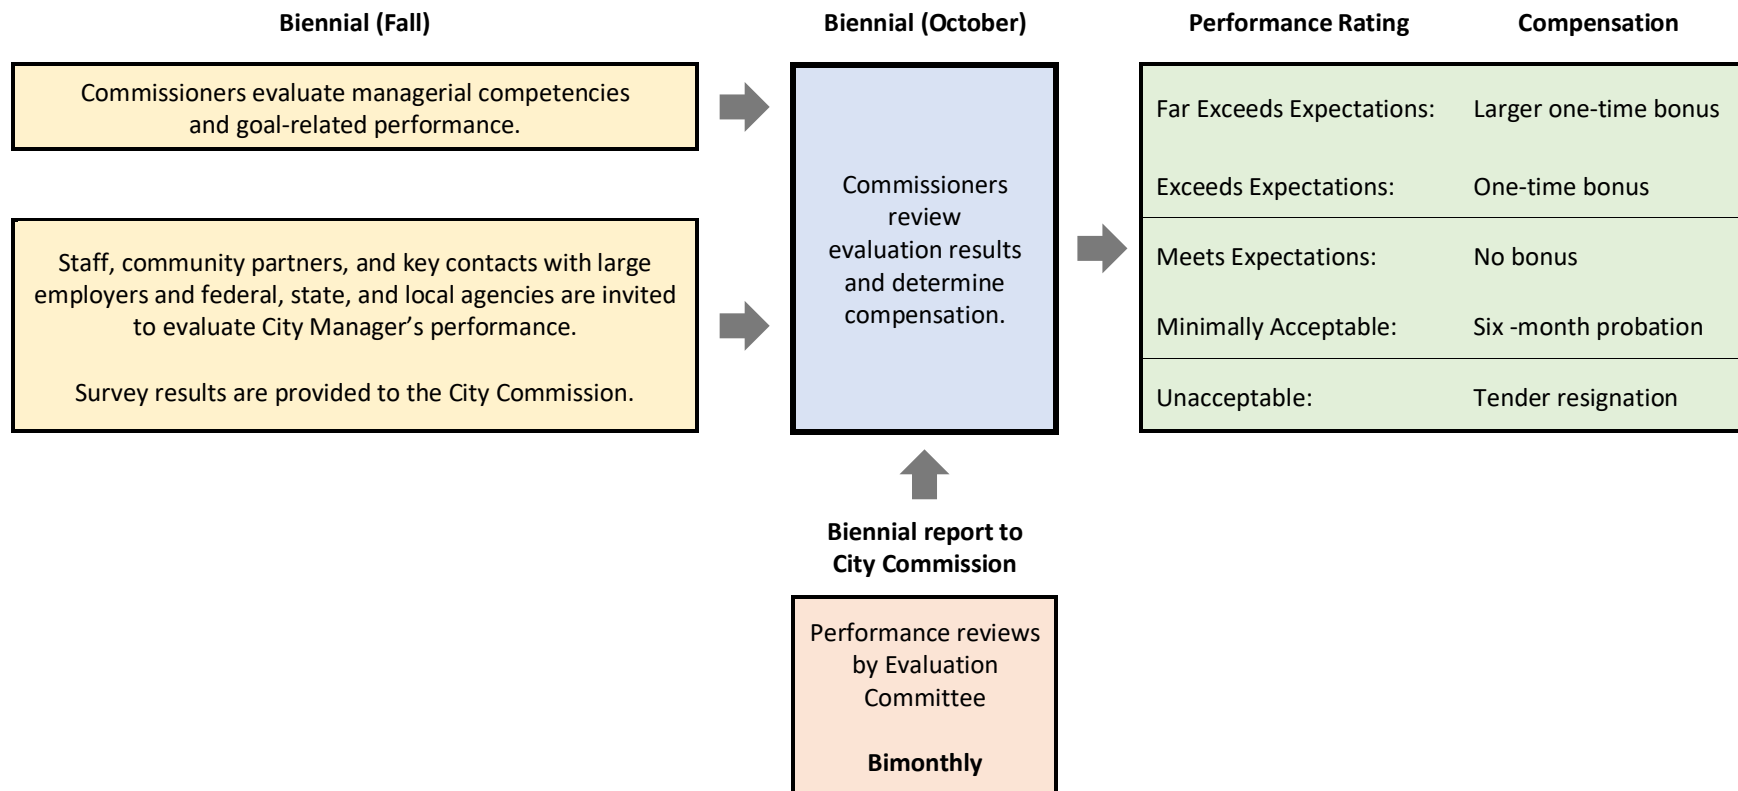 Biennial (Fall)
Commissioners evaluate managerial competencies
and goal-related performance.
Staff, community partners, and key contacts with large
employers and federal, state, and local agencies are invited
to evaluate City Manager’s performance.
Survey results are provided to the City Commission.
Biennial (October)
Commissioners
review
evaluation results
and determine
compensation.
Biennial report to
City Commission
Performance reviews
by Evaluation
Committee
Bimonthly
Performance Rating Compensation
Far Exceeds Expectations: Larger one-time bonus
Exceeds Expectations: One-time bonus
Meets Expectations: No bonus
Minimally Acceptable: Six -month probation
Unacceptable: Tender resignation